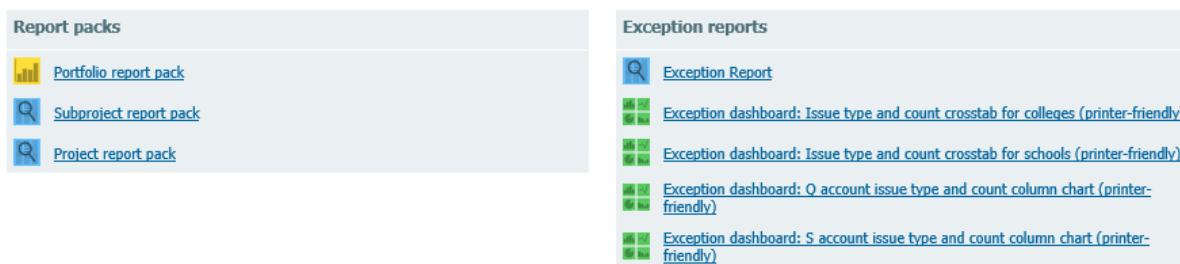 Report packs
Portfolio report pack
Subproject report pack
Project report pack
Exception reports
Exception Report
Exception dashboard: Issue type and count crosstab for colleges (printer-friendly)
Exception dashboard: Issue type and count crosstab for schools (printer-friendly)
Exception dashboard: Q account issue type and count column chart (printer-
friendly)
Exception dashboard: S account issue type and count column chart (printer-
friendly)